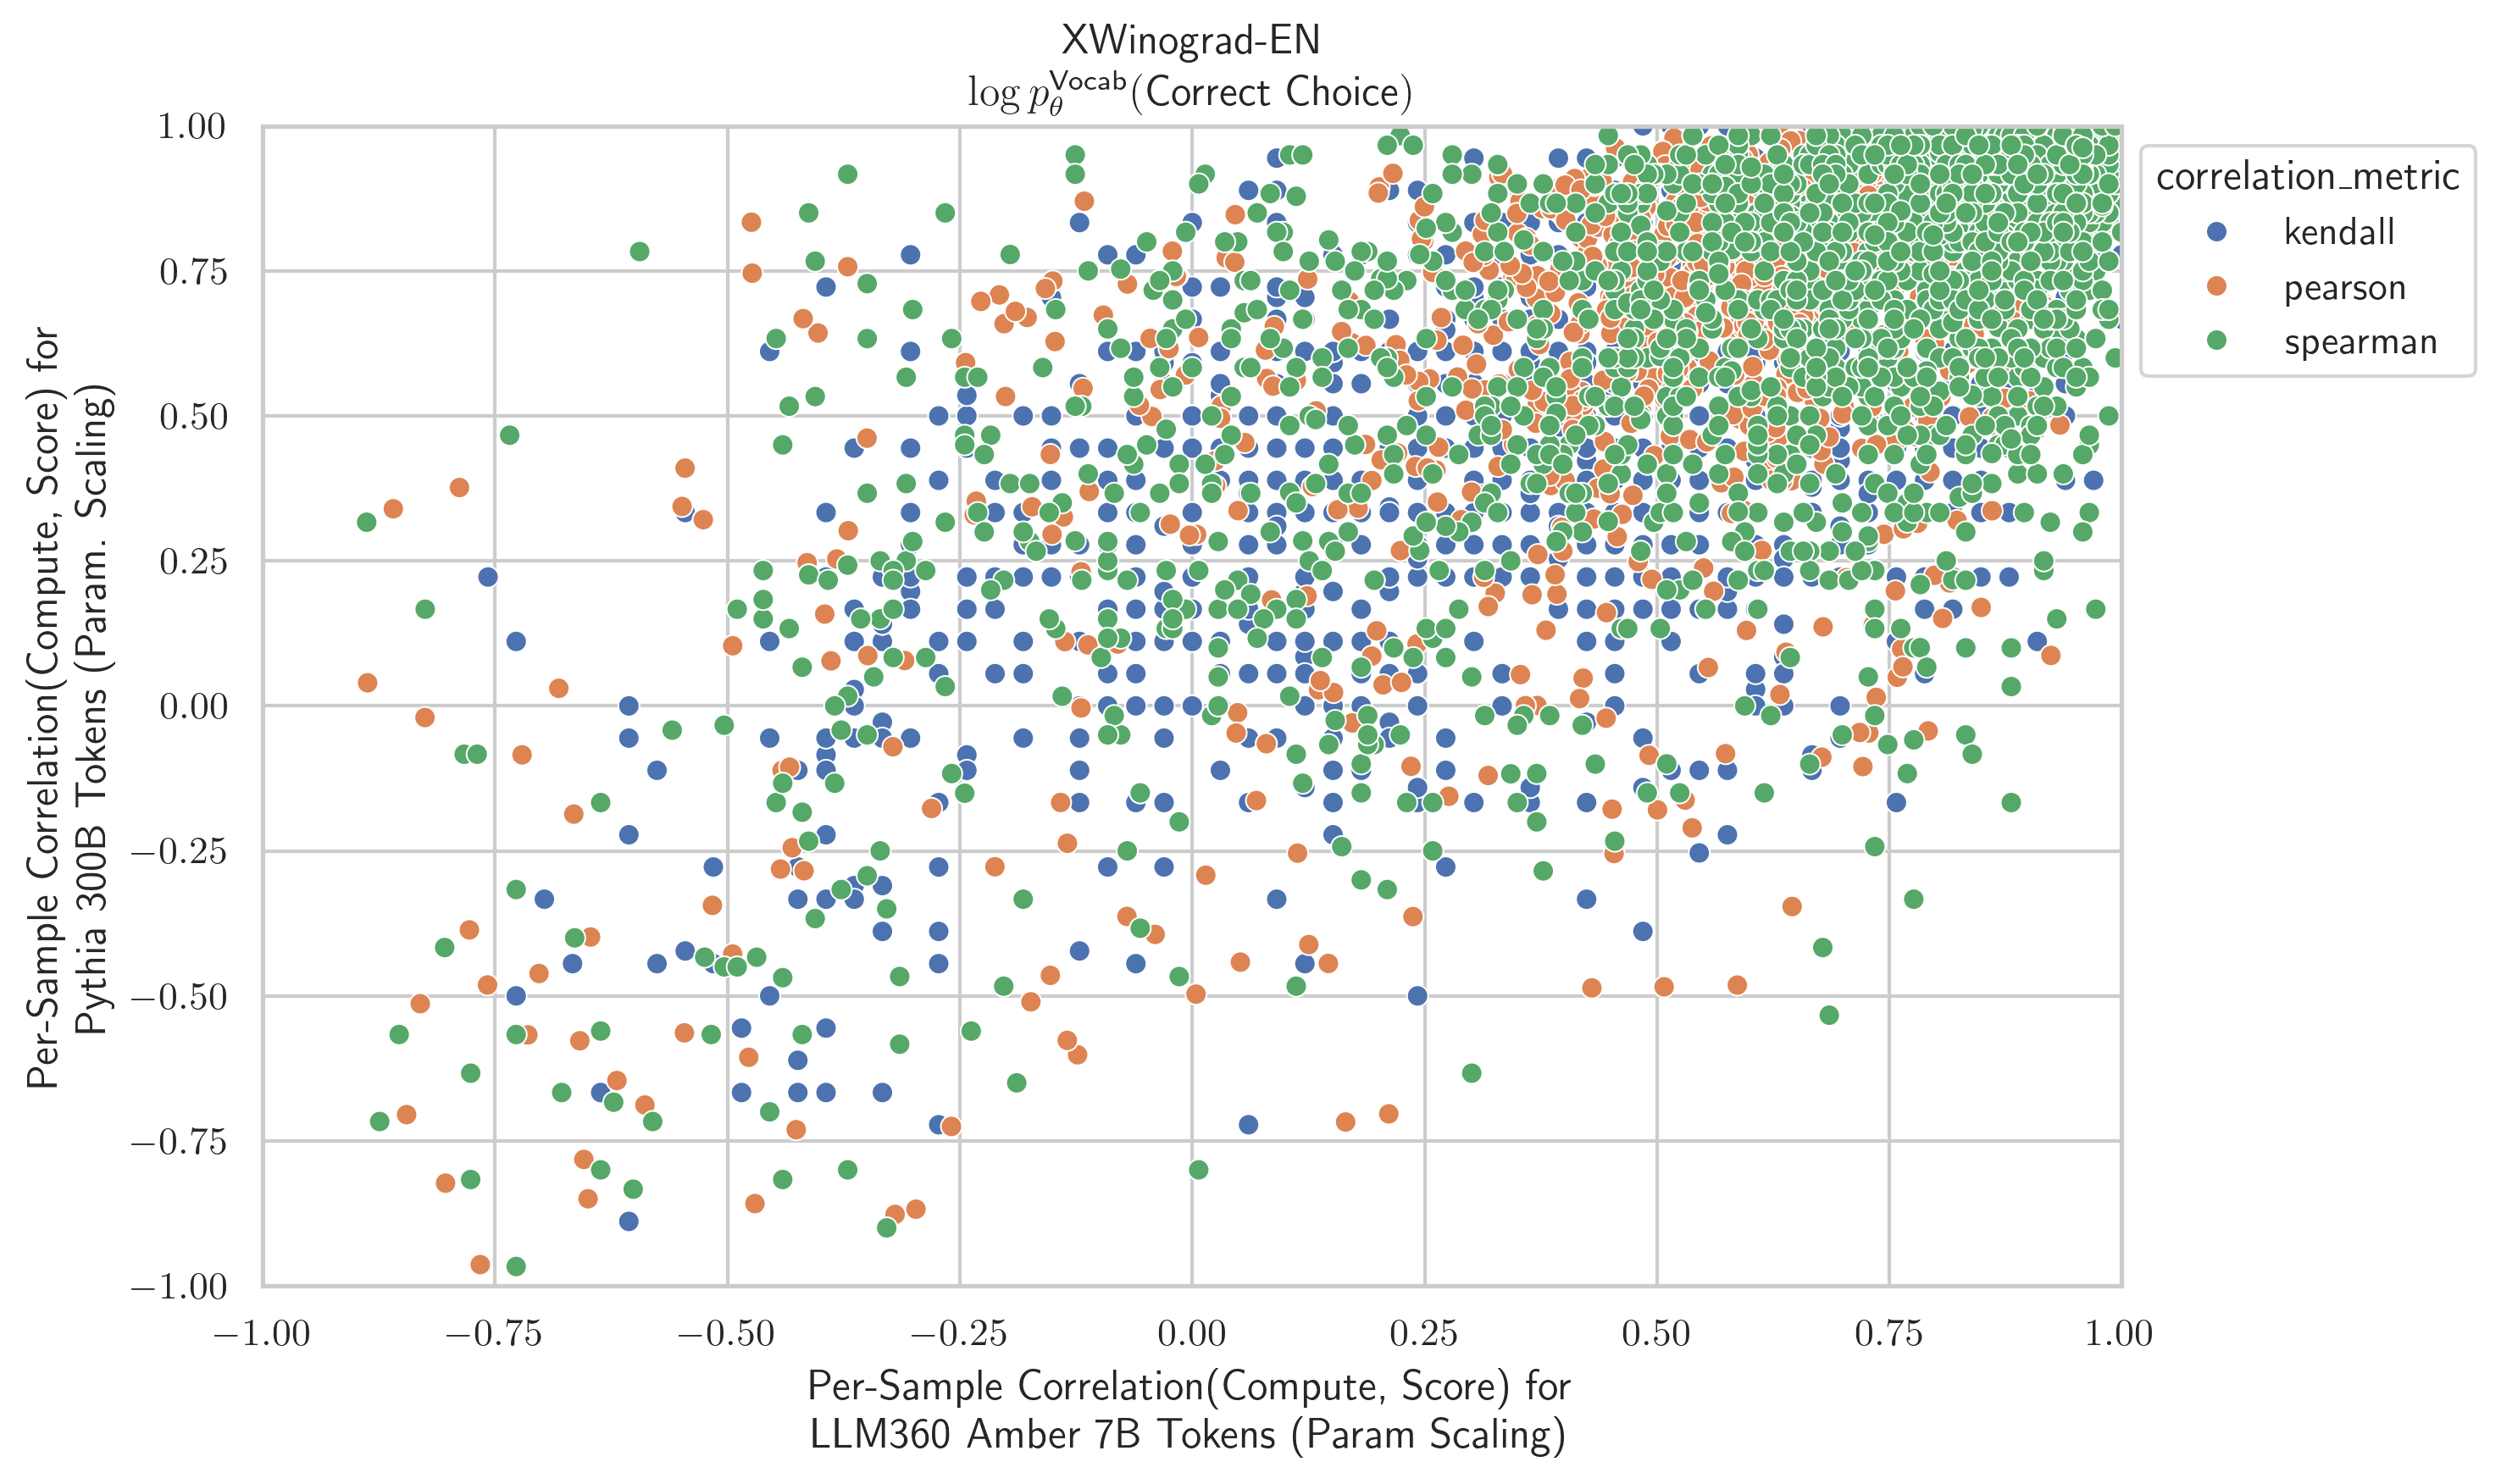 XWinograd-EN
log p_θ^Vocab(Correct Choice)
Per-Sample Correlation(Compute, Score) for
Pythia 300B Tokens (Param. Scaling)
1.00
0.75
0.50
0.25
0.00
−0.25
−0.50
−0.75
−1.00
−1.00 −0.75 −0.50 −0.25 0.00 0.25 0.50 0.75 1.00
Per-Sample Correlation(Compute, Score) for
LLM360 Amber 7B Tokens (Param Scaling)
correlation_metric
kendall
pearson
spearman